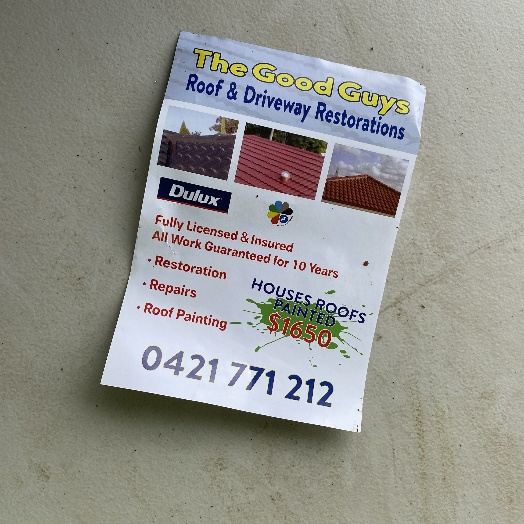 The Good Guys
Roof & Driveway Restorations
Dulux
Fully Licensed & Insured
All Work Guaranteed for 10 Years
• Restoration
• Repairs
• Roof Painting
HOUSES ROOFS
PAINTED
$1650
0421 771 212